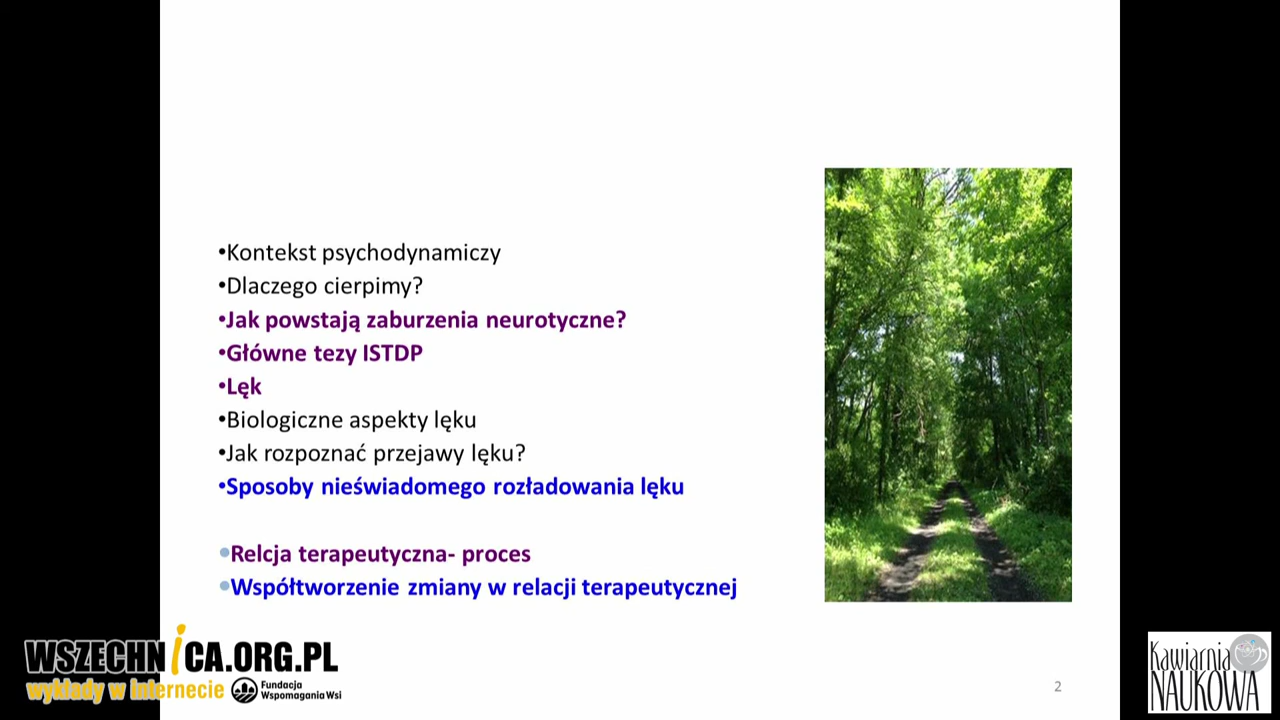 •Kontekst psychodynamiczy
•Dlaczego cierpimy?
•Jak powstają zaburzenia neurotyczne?
•Główne tezy ISTDP
•Lęk
•Biologiczne aspekty lęku
•Jak rozpoznać przejawy lęku?
•Sposoby nieświadomego rozładowania lęku
•Relcja terapeutyczna- proces
•Współtworzenie zmiany w relacji terapeutycznej
WSZECHNiCA.ORG.PL
wykłady w internecie
Fundacja
Wspomagania Wsi
2
Kawiarnia
NAUKOWA